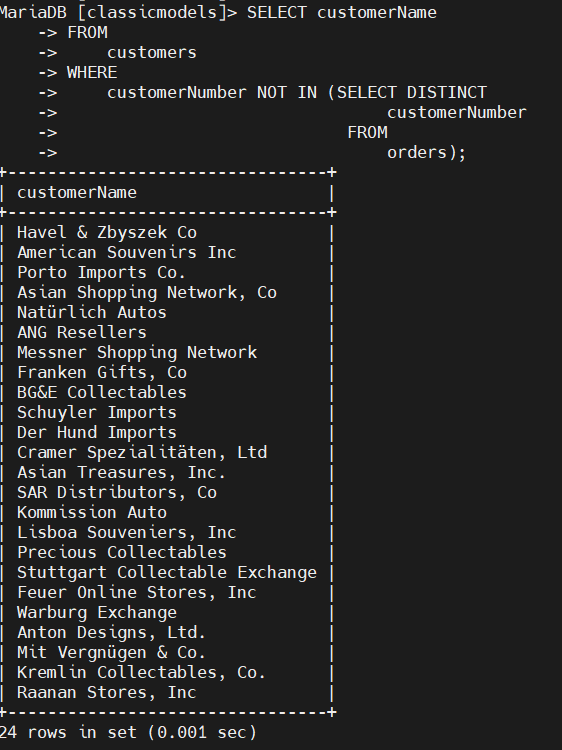 MariaDB [classicmodels]> SELECT customerName
    -> FROM
    ->     customers
    -> WHERE
    ->     customerNumber NOT IN (SELECT DISTINCT
    ->                                 customerNumber
    ->                             FROM
    ->                                 orders);
+--------------------------------+
| customerName                   |
+--------------------------------+
| Havel & Zbyszek Co             |
| American Souvenirs Inc         |
| Porto Imports Co.              |
| Asian Shopping Network, Co     |
| Natürlich Autos                |
| ANG Resellers                  |
| Messner Shopping Network       |
| Franken Gifts, Co              |
| BG&E Collectables              |
| Schuyler Imports               |
| Der Hund Imports               |
| Cramer Spezialitäten, Ltd      |
| Asian Treasures, Inc.          |
| SAR Distributors, Co           |
| Kommission Auto                |
| Lisboa Souveniers, Inc         |
| Precious Collectables          |
| Stuttgart Collectable Exchange |
| Feuer Online Stores, Inc       |
| Warburg Exchange               |
| Anton Designs, Ltd.            |
| Mit Vergnügen & Co.            |
| Kremlin Collectables, Co.      |
| Raanan Stores, Inc             |
+--------------------------------+
24 rows in set (0.001 sec)